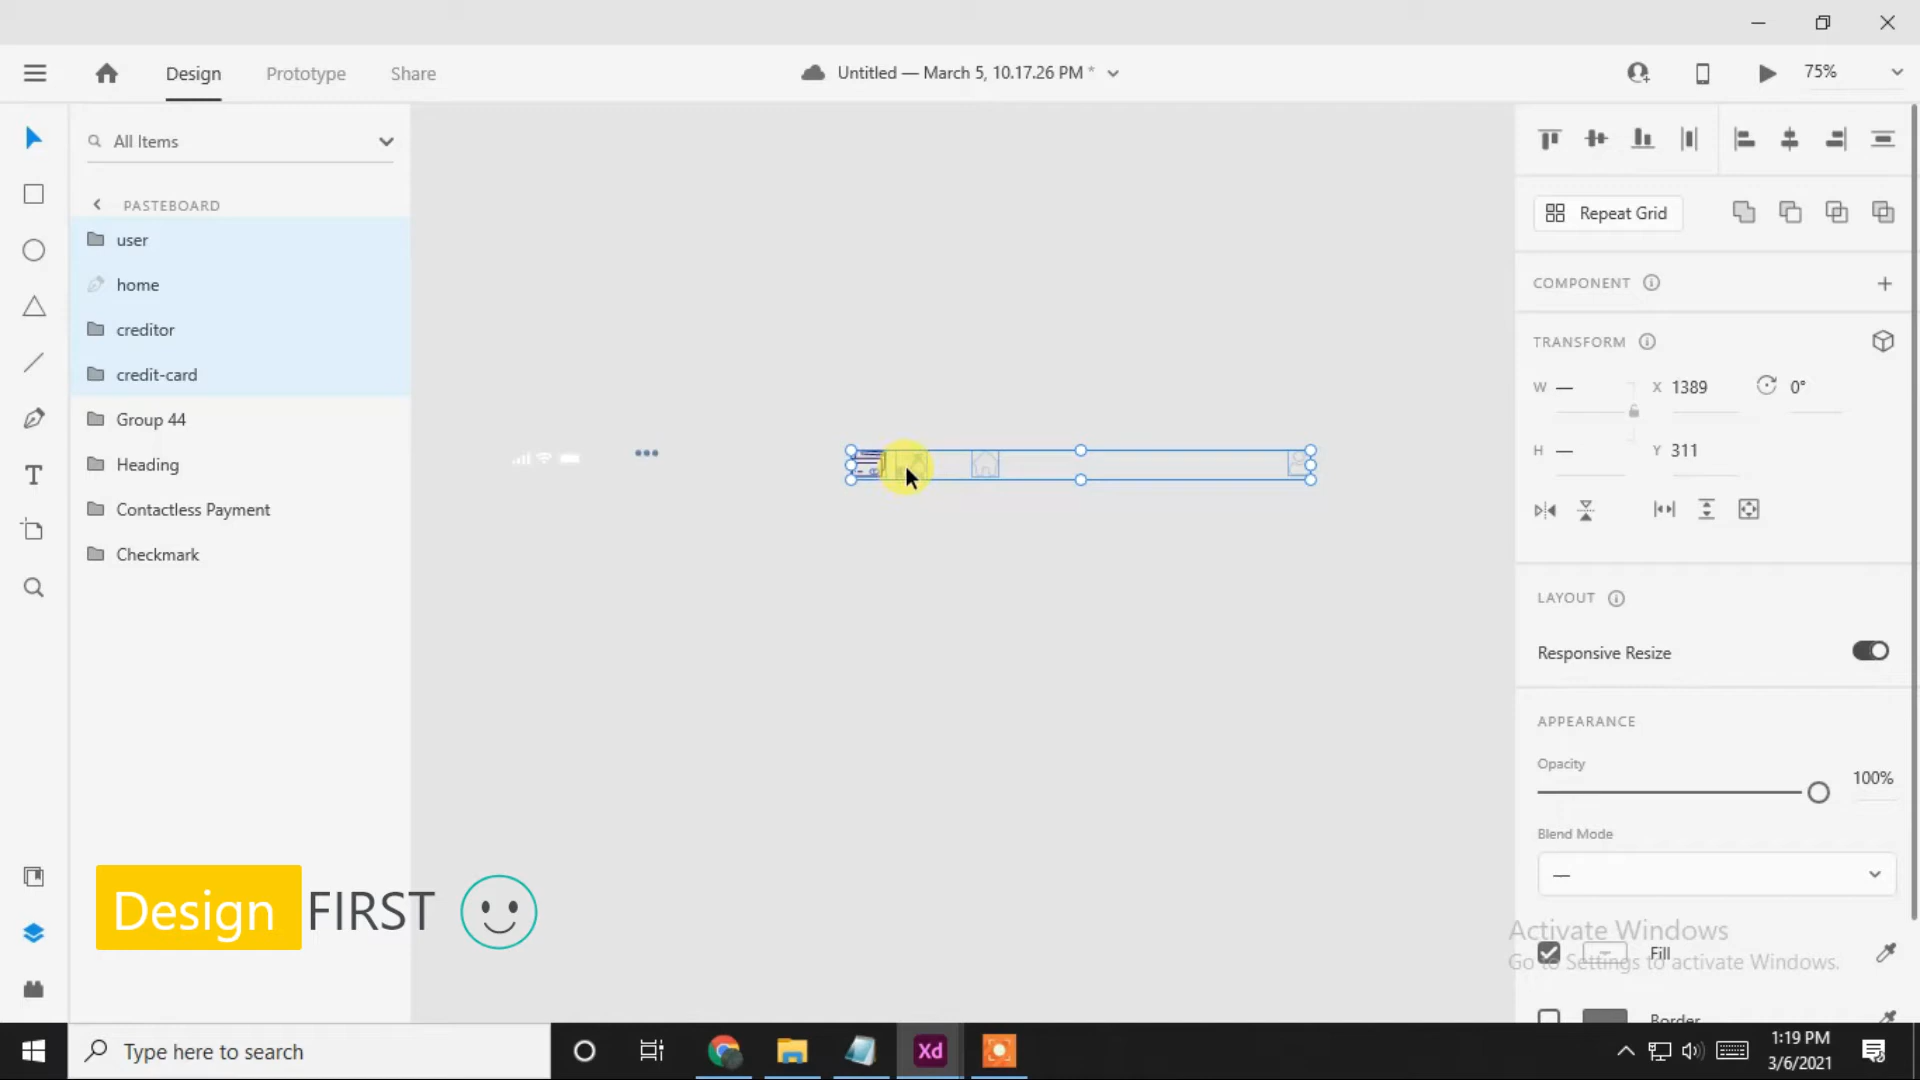 Design
Prototype
Share
Untitled — March 5, 10.17.26 PM *
75%
All Items
PASTEBOARD
user
home
creditor
credit-card
Group 44
Heading
Contactless Payment
Checkmark
Repeat Grid
COMPONENT
TRANSFORM
W —
X 1389
0°
H —
Y 311
LAYOUT
Responsive Resize
APPEARANCE
Opacity
100%
Blend Mode
—
Activate Windows
Fill
Go to Settings to activate Windows.
Border
Design FIRST
Type here to search
Xd
1:19 PM
3/6/2021